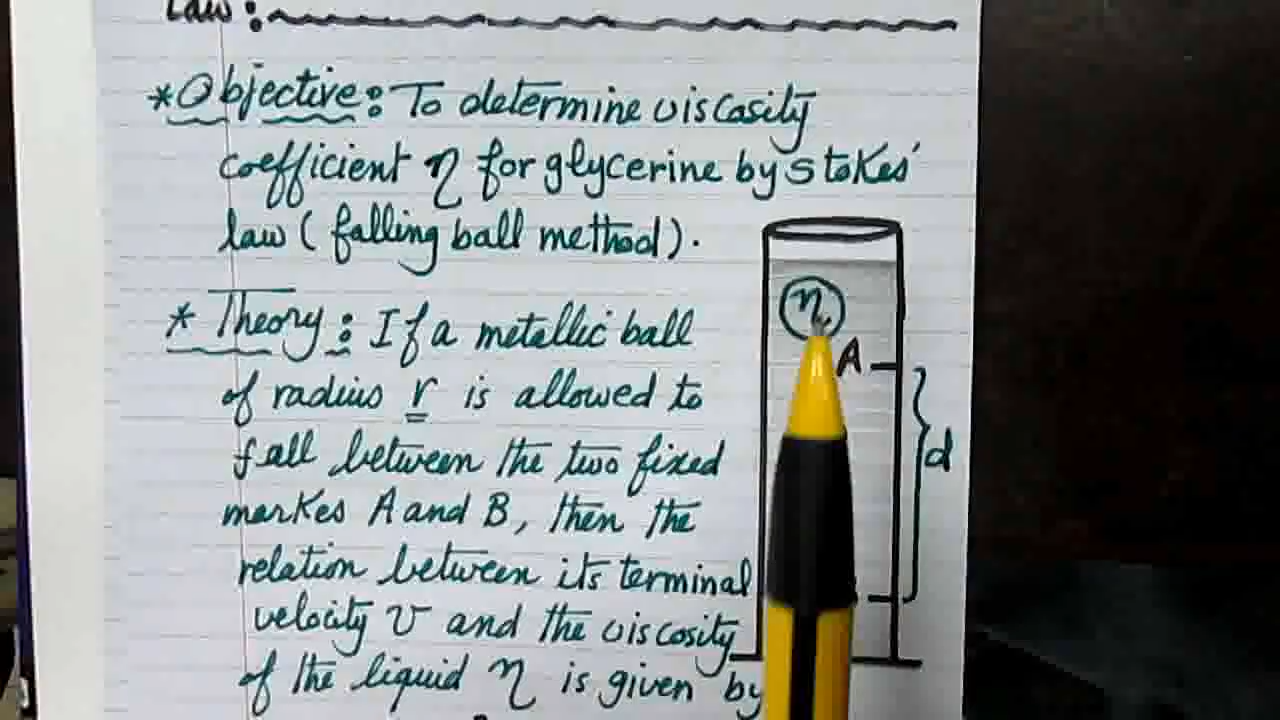 Law :
* Objective : To determine viscasity
coefficient η for glycerine by stokes'
law ( falling ball method ) .
* Theory : If a metallic ball
of radius r is allowed to
fall between the two fixed
markes A and B , then the
relation between its terminal
velocity v and the viscosity
of the liquid η is given by
η
A
d